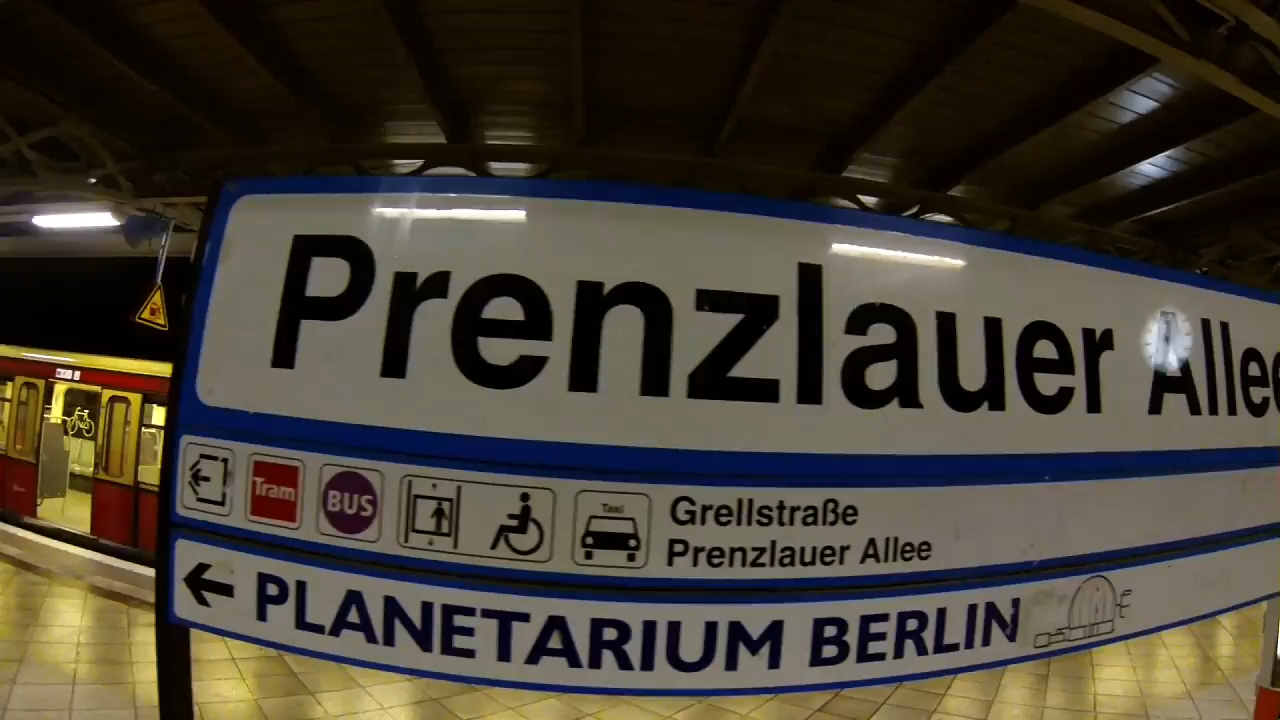 Prenzlauer Allee
Tram
BUS
Taxi
Grellstraße
Prenzlauer Allee
PLANETARIUM BERLIN